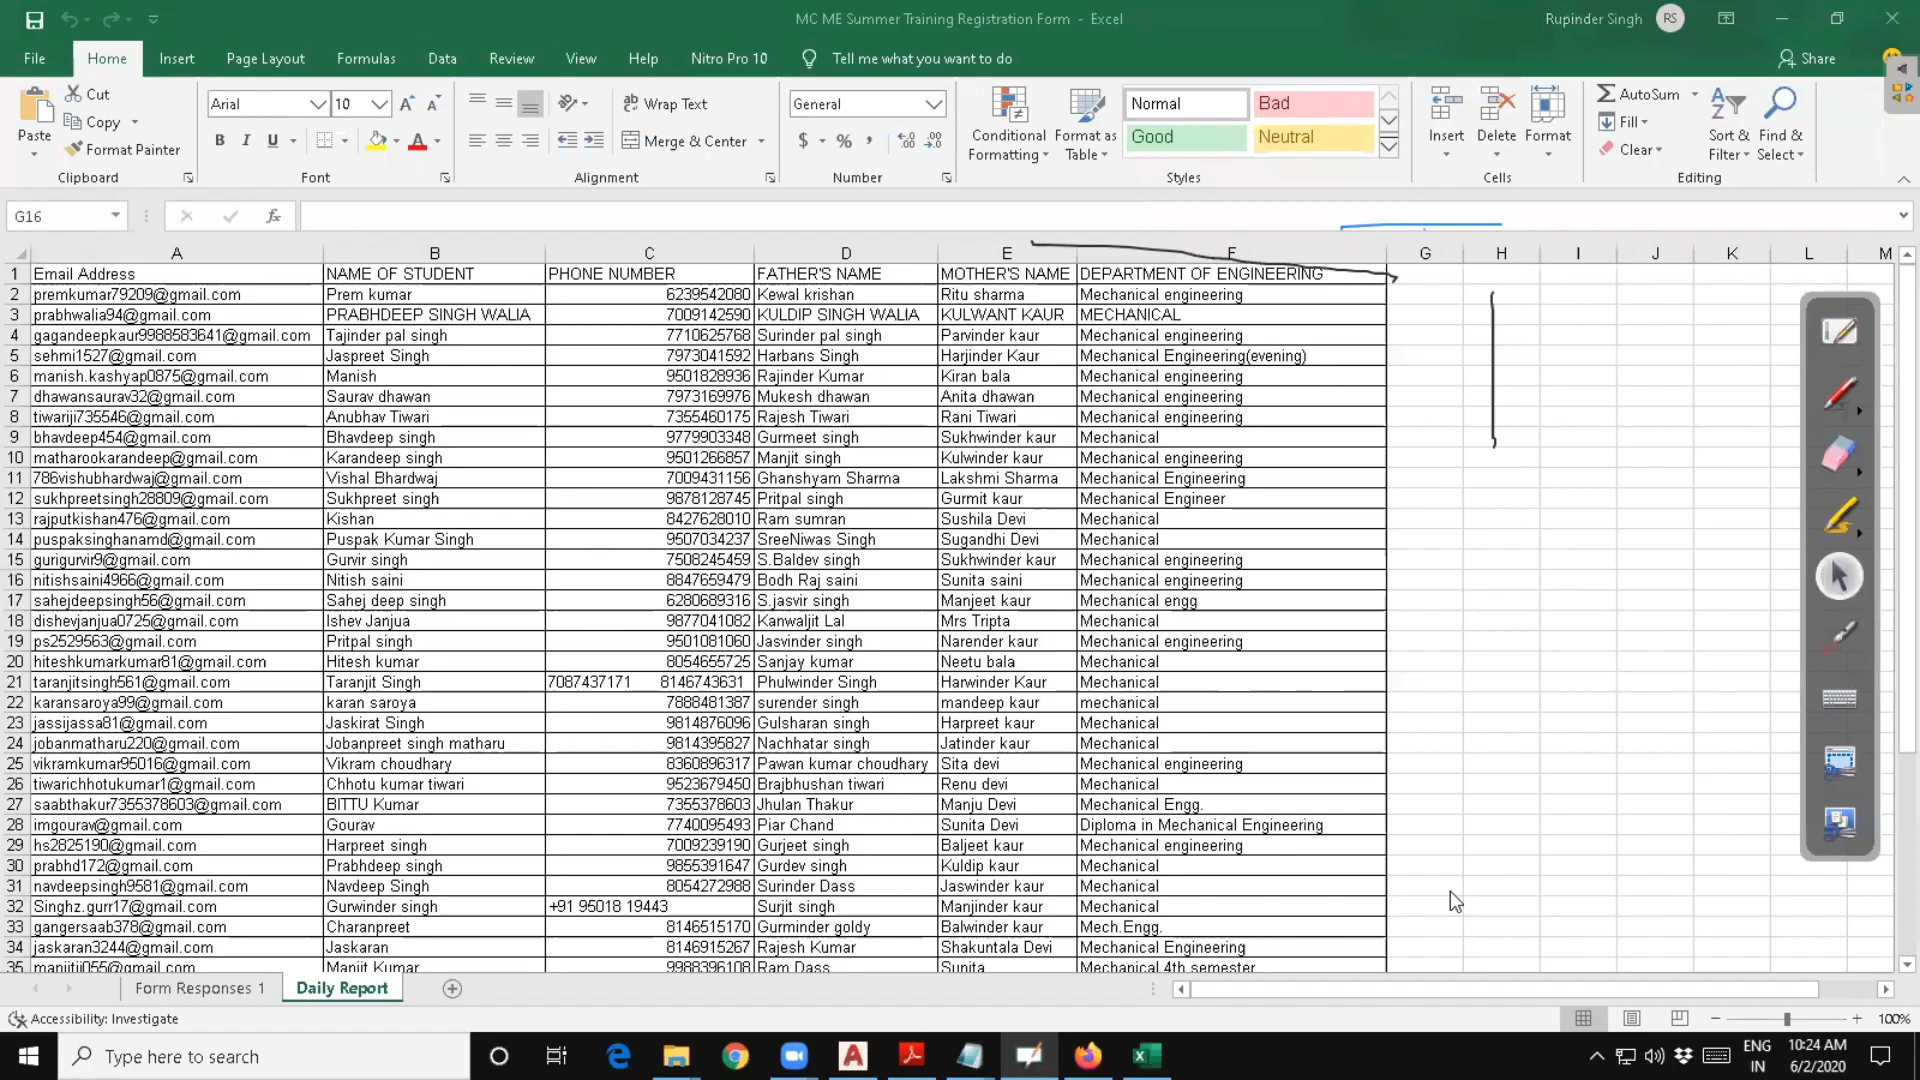 MC ME Summer Training Registration Form - Excel
Rupinder Singh RS
File Home Insert Page Layout Formulas Data Review View Help Nitro Pro 10 Tell me what you want to do Share
Cut
Copy
Format Painter
Paste
Clipboard
Arial 10
B I U
Font
Wrap Text
Merge & Center
Alignment
General
$ % ,
Number
Conditional Formatting
Format as Table
Normal Bad
Good Neutral
Styles
Insert Delete Format
Cells
AutoSum
Fill
Clear
Sort & Filter
Find & Select
Editing
G16 fx
A B C D E F G H I J K L M
1 Email Address NAME OF STUDENT PHONE NUMBER FATHER'S NAME MOTHER'S NAME DEPARTMENT OF ENGINEERING
2 premkumar79209@gmail.com Prem kumar 6239542080 Kewal krishan Ritu sharma Mechanical engineering
3 prabhwalia94@gmail.com PRABHDEEP SINGH WALIA 7009142590 KULDIP SINGH WALIA KULWANT KAUR MECHANICAL
4 gagandeepkaur9988583641@gmail.com Tajinder pal singh 7710625768 Surinder pal singh Parvinder kaur Mechanical engineering
5 sehmi1527@gmail.com Jaspreet Singh 7973041592 Harbans Singh Harjinder Kaur Mechanical Engineering(evening)
6 manish.kashyap0875@gmail.com Manish 9501828936 Rajinder Kumar Kiran bala Mechanical engineering
7 dhawansaurav32@gmail.com Saurav dhawan 7973169976 Mukesh dhawan Anita dhawan Mechanical engineering
8 tiwariji735546@gmail.com Anubhav Tiwari 7355460175 Rajesh Tiwari Rani Tiwari Mechanical engineering
9 bhavdeep454@gmail.com Bhavdeep singh 9779903348 Gurmeet singh Sukhwinder kaur Mechanical
10 matharookarandeep@gmail.com Karandeep singh 9501266857 Manjit singh Kulwinder kaur Mechanical engineering
11 786vishubhardwaj@gmail.com Vishal Bhardwaj 7009431156 Ghanshyam Sharma Lakshmi Sharma Mechanical Engineering
12 sukhpreetsingh28809@gmail.com Sukhpreet singh 9878128745 Pritpal singh Gurmit kaur Mechanical Engineer
13 rajputkishan476@gmail.com Kishan 8427628010 Ram sumran Sushila Devi Mechanical
14 puspaksinghanamd@gmail.com Puspak Kumar Singh 9507034237 SreeNiwas Singh Sugandhi Devi Mechanical
15 gurigurvir9@gmail.com Gurvir singh 7508245459 S.Baldev singh Sukhwinder kaur Mechanical engineering
16 nitishsaini4966@gmail.com Nitish saini 8847659479 Bodh Raj saini Sunita saini Mechanical engineering
17 sahejdeepsingh56@gmail.com Sahej deep singh 6280689316 S.jasvir singh Manjeet kaur Mechanical engg
18 dishevjanjua0725@gmail.com Ishev Janjua 9877041082 Kanwaljit Lal Mrs Tripta Mechanical
19 ps2529563@gmail.com Pritpal singh 9501081060 Jasvinder singh Narender kaur Mechanical engineering
20 hiteshkumarkumar81@gmail.com Hitesh kumar 8054655725 Sanjay kumar Neetu bala Mechanical
21 taranjitsingh561@gmail.com Taranjit Singh 7087437171 8146743631 Phulwinder Singh Harwinder Kaur Mechanical
22 karansaroya99@gmail.com karan saroya 7888481387 surender singh mandeep kaur mechanical
23 jassijassa81@gmail.com Jaskirat Singh 9814876096 Gulsharan singh Harpreet kaur Mechanical
24 jobanmatharu220@gmail.com Jobanpreet singh matharu 9814395827 Nachhatar singh Jatinder kaur Mechanical
25 vikramkumar95016@gmail.com Vikram choudhary 8360896317 Pawan kumar choudhary Sita devi Mechanical engineering
26 tiwarichhotukumar1@gmail.com Chhotu kumar tiwari 9523679450 Brajbhushan tiwari Renu devi Mechanical
27 saabthakur7355378603@gmail.com BITTU Kumar 7355378603 Jhulan Thakur Manju Devi Mechanical Engg.
28 imgourav@gmail.com Gourav 7740095493 Piar Chand Sunita Devi Diploma in Mechanical Engineering
29 hs2825190@gmail.com Harpreet singh 7009239190 Gurjeet singh Baljeet kaur Mechanical engineering
30 prabhd172@gmail.com Prabhdeep singh 9855391647 Gurdev singh Kuldip kaur Mechanical
31 navdeepsingh9581@gmail.com Navdeep Singh 8054272988 Surinder Dass Jaswinder kaur Mechanical
32 Singhz.gurr17@gmail.com Gurwinder singh +91 95018 19443 Surjit singh Manjinder kaur Mechanical
33 gangersaab378@gmail.com Charanpreet 8146515170 Gurminder goldy Balwinder kaur Mech.Engg.
34 jaskaran3244@gmail.com Jaskaran 8146915267 Rajesh Kumar Shakuntala Devi Mechanical Engineering
35 manjitji055@gmail.com Manjit Kumar 9988396108 Ram Dass Sunita Mechanical 4th semester
Form Responses 1 Daily Report
Accessibility: Investigate 100%
Type here to search
ENG 10:24 AM
IN 6/2/2020